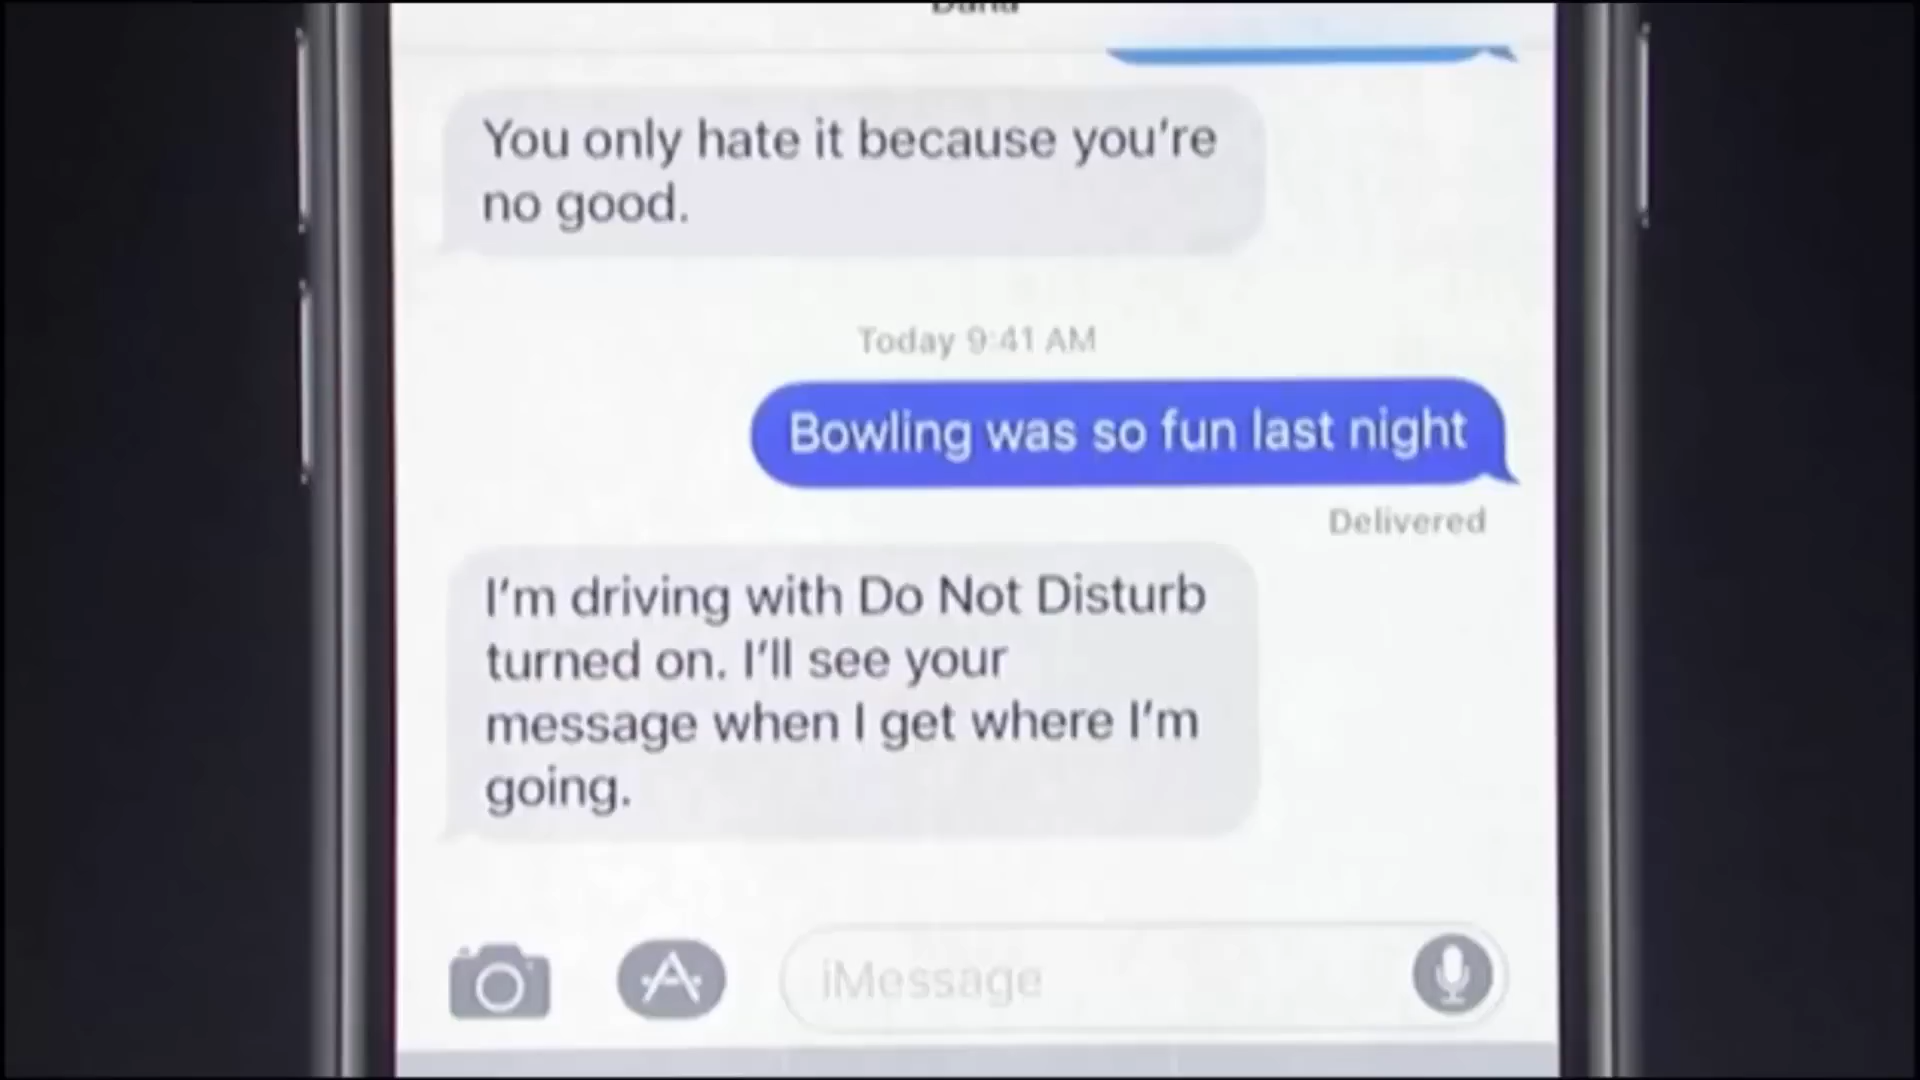 You only hate it because you're
no good.
Today 9:41 AM
Bowling was so fun last night
Delivered
I'm driving with Do Not Disturb
turned on. I'll see your
message when I get where I'm
going.
iMessage